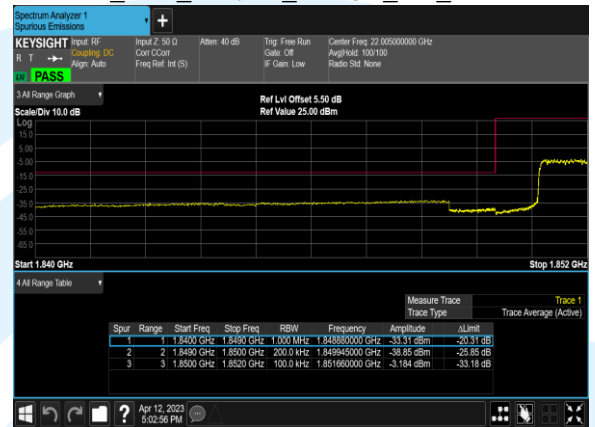 Spectrum Analyzer 1
Spurious Emissions
KEYSIGHT Input: RF Input Z: 50 Ω Atten: 40 dB Trig: Free Run Center Freq: 22.005000000 GHz
R T Coupling: DC Corr CCorr Gate: Off Avg|Hold: 100/100
Align: Auto Freq Ref: Int (S) IF Gain: Low Radio Std: None
LV PASS
3 All Range Graph
Ref Lvl Offset 5.50 dB
Scale/Div 10.0 dB Ref Value 25.00 dBm
Log
15.0
5.00
-5.00
-15.0
-25.0
-35.0
-45.0
-55.0
-65.0
Start 1.840 GHz Stop 1.852 GHz
4 All Range Table
Measure Trace Trace 1
Trace Type Trace Average (Active)
Spur Range Start Freq Stop Freq RBW Frequency Amplitude ΔLimit
1 1 1.8400 GHz 1.8490 GHz 1.000 MHz 1.848880000 GHz -33.31 dBm -20.31 dB
2 2 1.8490 GHz 1.8500 GHz 200.0 kHz 1.849945000 GHz -38.85 dBm -25.85 dB
3 3 1.8500 GHz 1.8520 GHz 100.0 kHz 1.851660000 GHz -3.184 dBm -33.18 dB
Apr 12, 2023
5:02:56 PM